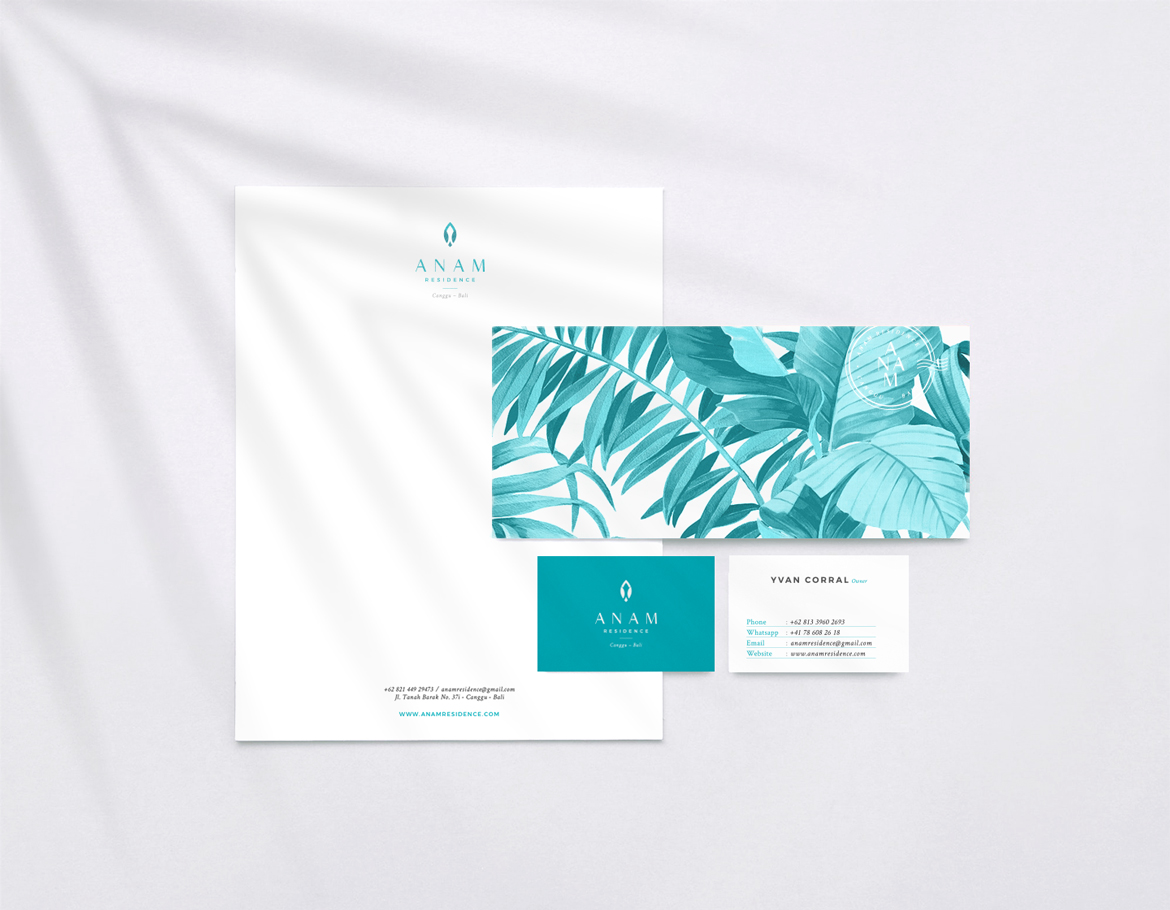 ANAM
RESIDENCE
Canggu - Bali
A
NA
M
ANAM
RESIDENCE
Canggu - Bali
YVAN CORRAL Owner
Phone : +62 813 3960 2693
Whatsapp : +41 78 608 26 18
Email : anamresidence@gmail.com
Website : www.anamresidence.com
+62 821 449 29473 / anamresidence@gmail.com
Jl. Tanah Barak No. 37i - Canggu - Bali
WWW.ANAMRESIDENCE.COM